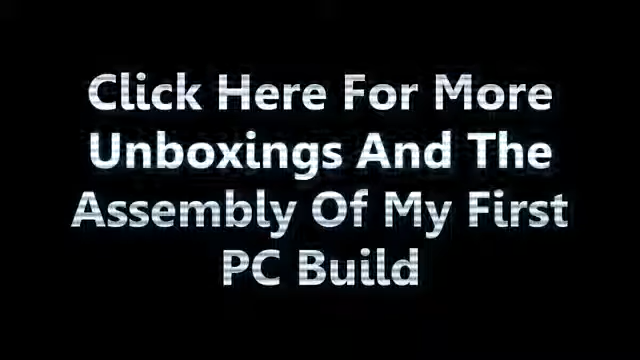 Click Here For More
Unboxings And The
Assembly Of My First
PC Build